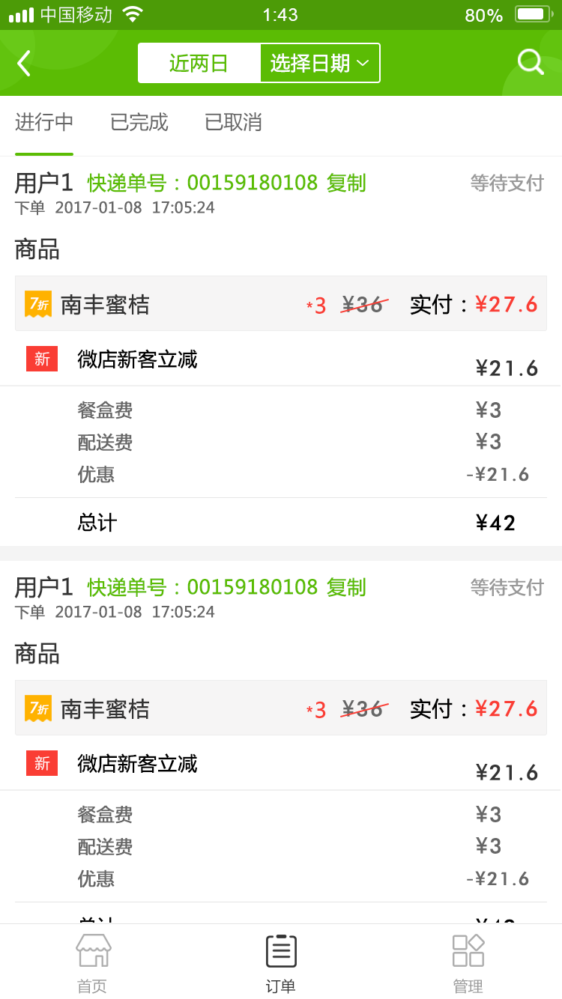 中国移动 1:43 80%
近两日 选择日期
进行中 已完成 已取消
用户1 快递单号：00159180108 复制 等待支付
下单 2017-01-08 17:05:24
商品
7折 南丰蜜桔 *3 ¥36 实付：¥27.6
新 微店新客立减 ¥21.6
餐盒费 ¥3
配送费 ¥3
优惠 -¥21.6
总计 ¥42
用户1 快递单号：00159180108 复制 等待支付
下单 2017-01-08 17:05:24
商品
7折 南丰蜜桔 *3 ¥36 实付：¥27.6
新 微店新客立减 ¥21.6
餐盒费 ¥3
配送费 ¥3
优惠 -¥21.6
首页 订单 管理